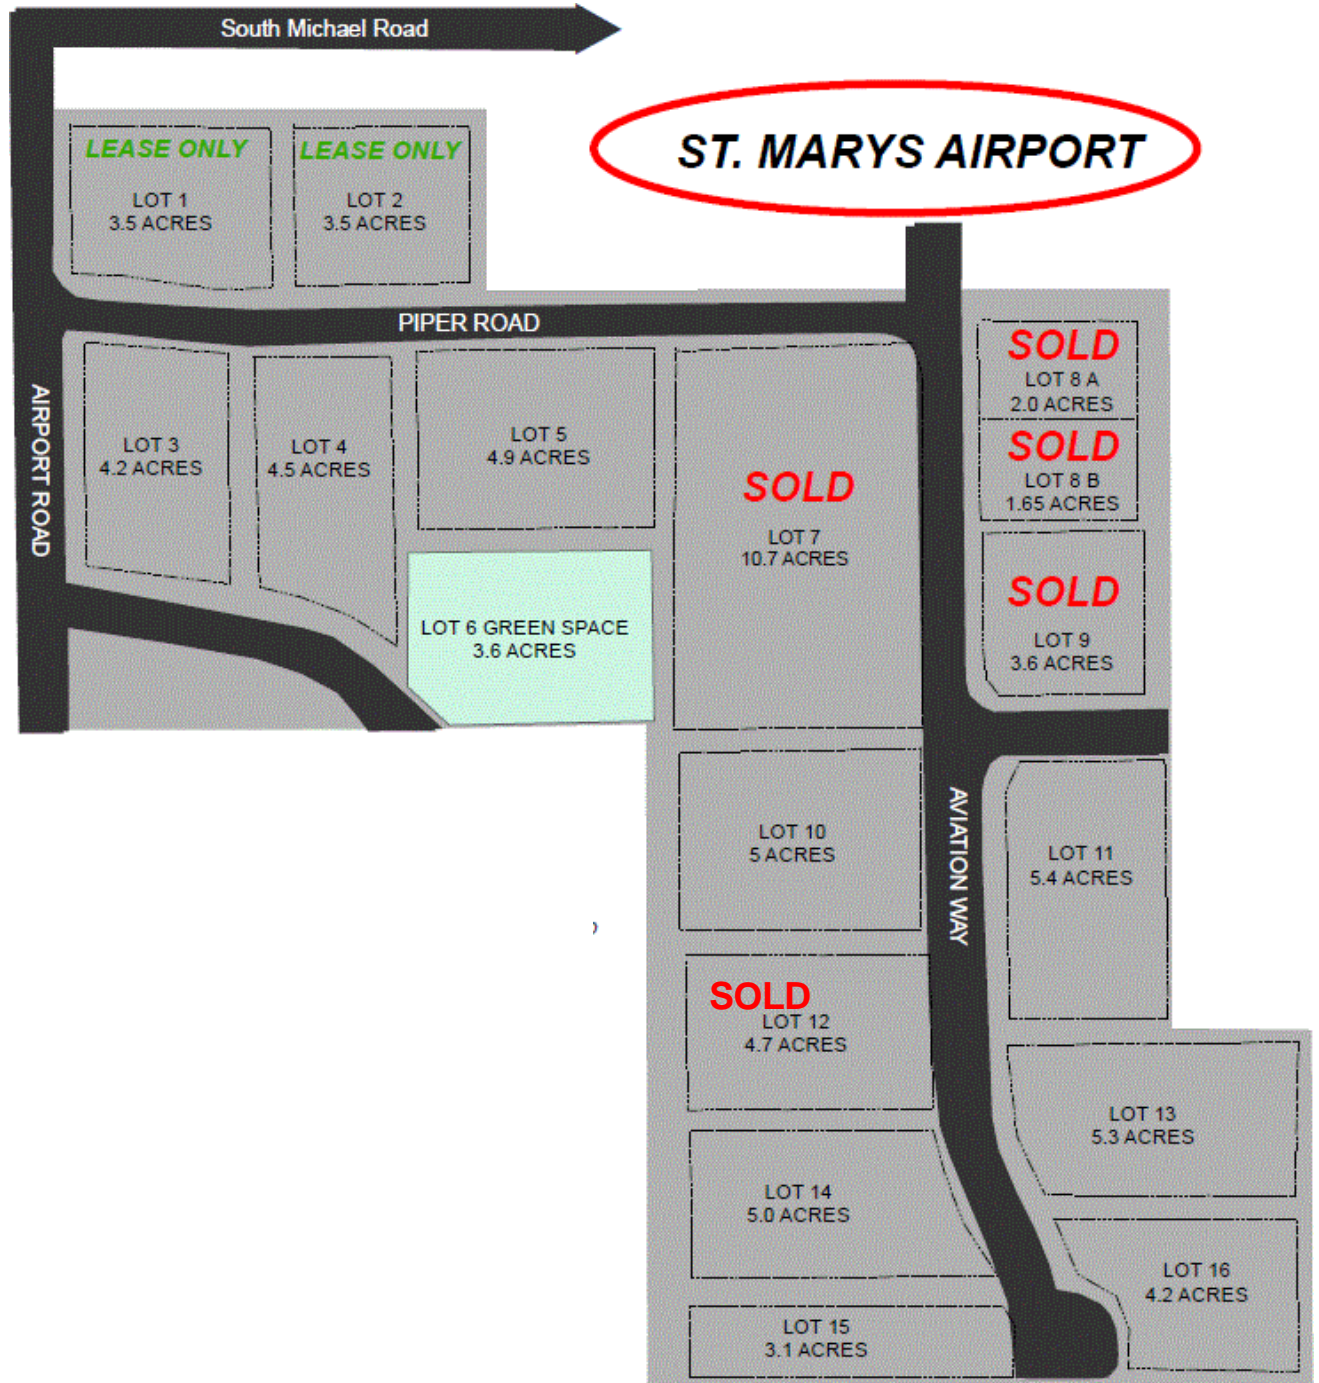 South Michael Road
ST. MARYS AIRPORT
LEASE ONLY
LOT 1
3.5 ACRES
LEASE ONLY
LOT 2
3.5 ACRES
PIPER ROAD
AIRPORT ROAD
LOT 3
4.2 ACRES
LOT 4
4.5 ACRES
LOT 5
4.9 ACRES
LOT 6 GREEN SPACE
3.6 ACRES
SOLD
LOT 7
10.7 ACRES
SOLD
LOT 8 A
2.0 ACRES
SOLD
LOT 8 B
1.65 ACRES
SOLD
LOT 9
3.6 ACRES
AVIATION WAY
LOT 10
5 ACRES
LOT 11
5.4 ACRES
SOLD
LOT 12
4.7 ACRES
LOT 13
5.3 ACRES
LOT 14
5.0 ACRES
LOT 15
3.1 ACRES
LOT 16
4.2 ACRES